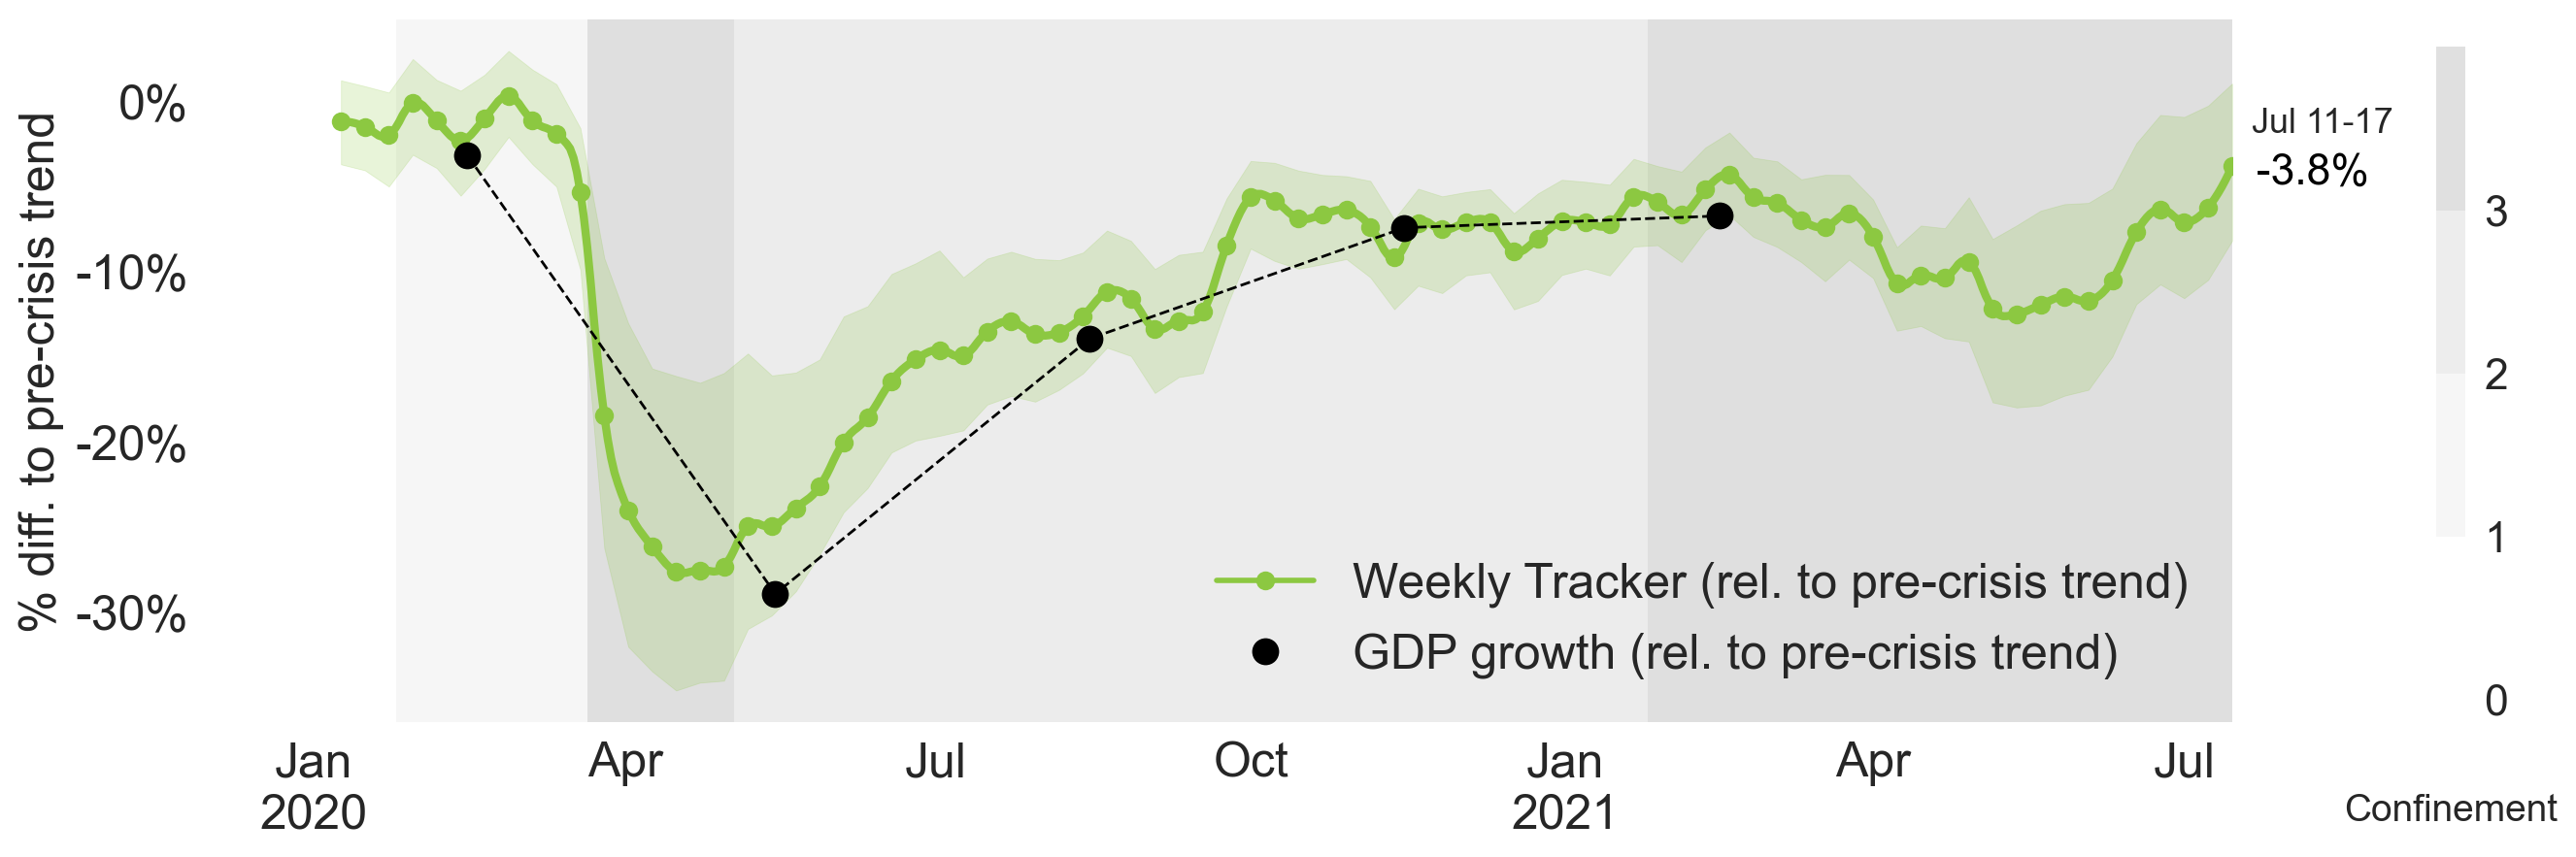 % diff. to pre-crisis trend
0%
-10%
-20%
-30%
Jul 11-17
-3.8%
Weekly Tracker (rel. to pre-crisis trend)
GDP growth (rel. to pre-crisis trend)
3
2
1
0
Jan
2020
Apr
Jul
Oct
Jan
2021
Apr
Jul
Confinement